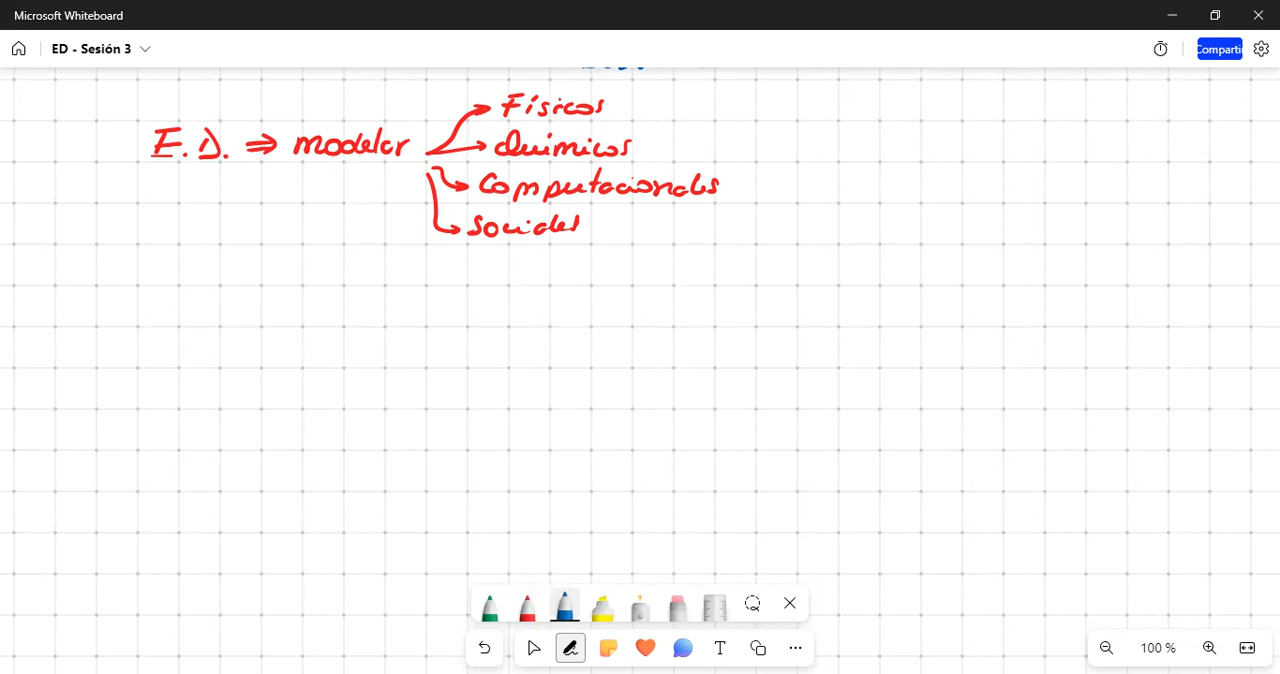 Microsoft Whiteboard
ED - Sesión 3
Comparti
Físicos
E.D. ⇒ modelar
Químicos
Computacionales
Sociales
100 %